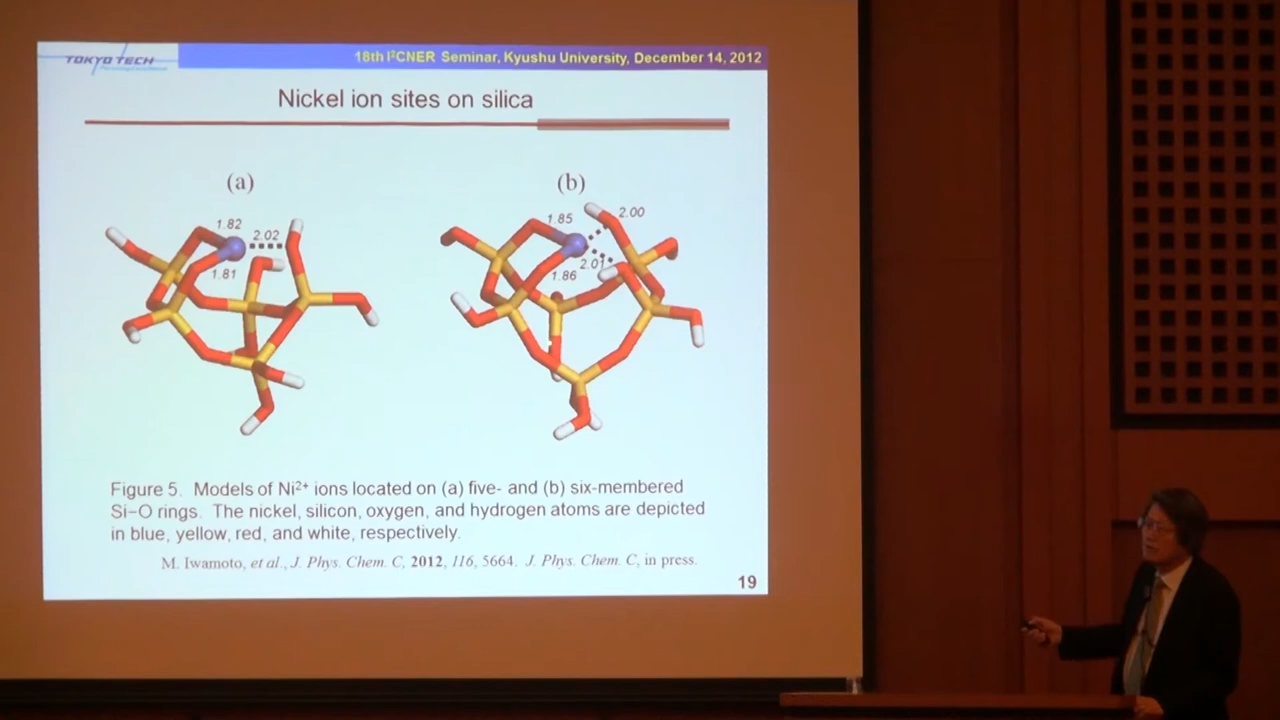 TOKYO TECH
18th I²CNER Seminar, Kyushu University, December 14, 2012
Nickel ion sites on silica
(a)
(b)
1.82
2.02
1.81
1.85
2.00
2.01
1.86
Figure 5. Models of Ni²⁺ ions located on (a) five- and (b) six-membered
Si–O rings. The nickel, silicon, oxygen, and hydrogen atoms are depicted
in blue, yellow, red, and white, respectively.
M. Iwamoto, et al., J. Phys. Chem. C, 2012, 116, 5664. J. Phys. Chem. C, in press.
19